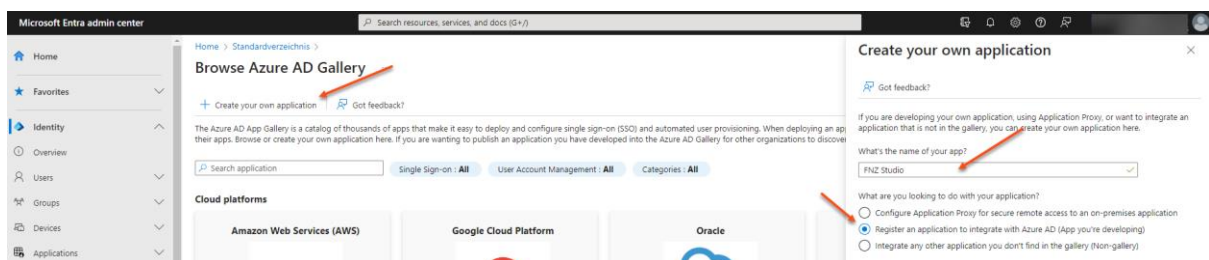 Microsoft Entra admin center
Search resources, services, and docs (G+/)
Home
Favorites
Identity
Overview
Users
Groups
Devices
Applications
Home > Standardverzeichnis >
Browse Azure AD Gallery
+ Create your own application
Got feedback?
The Azure AD App Gallery is a catalog of thousands of apps that make it easy to deploy and configure single sign-on (SSO) and automated user provisioning. When deploying an ap
their apps. Browse or create your own application here. If you are wanting to publish an application you have developed into the Azure AD Gallery for other organizations to discover
Search application
Single Sign-on : All
User Account Management : All
Categories : All
Cloud platforms
Amazon Web Services (AWS)
Google Cloud Platform
Oracle
Create your own application
Got feedback?
If you are developing your own application, using Application Proxy, or want to integrate an
application that is not in the gallery, you can create your own application here.
What's the name of your app?
FNZ Studio
What are you looking to do with your application?
Configure Application Proxy for secure remote access to an on-premises application
Register an application to integrate with Azure AD (App you're developing)
Integrate any other application you don't find in the gallery (Non-gallery)